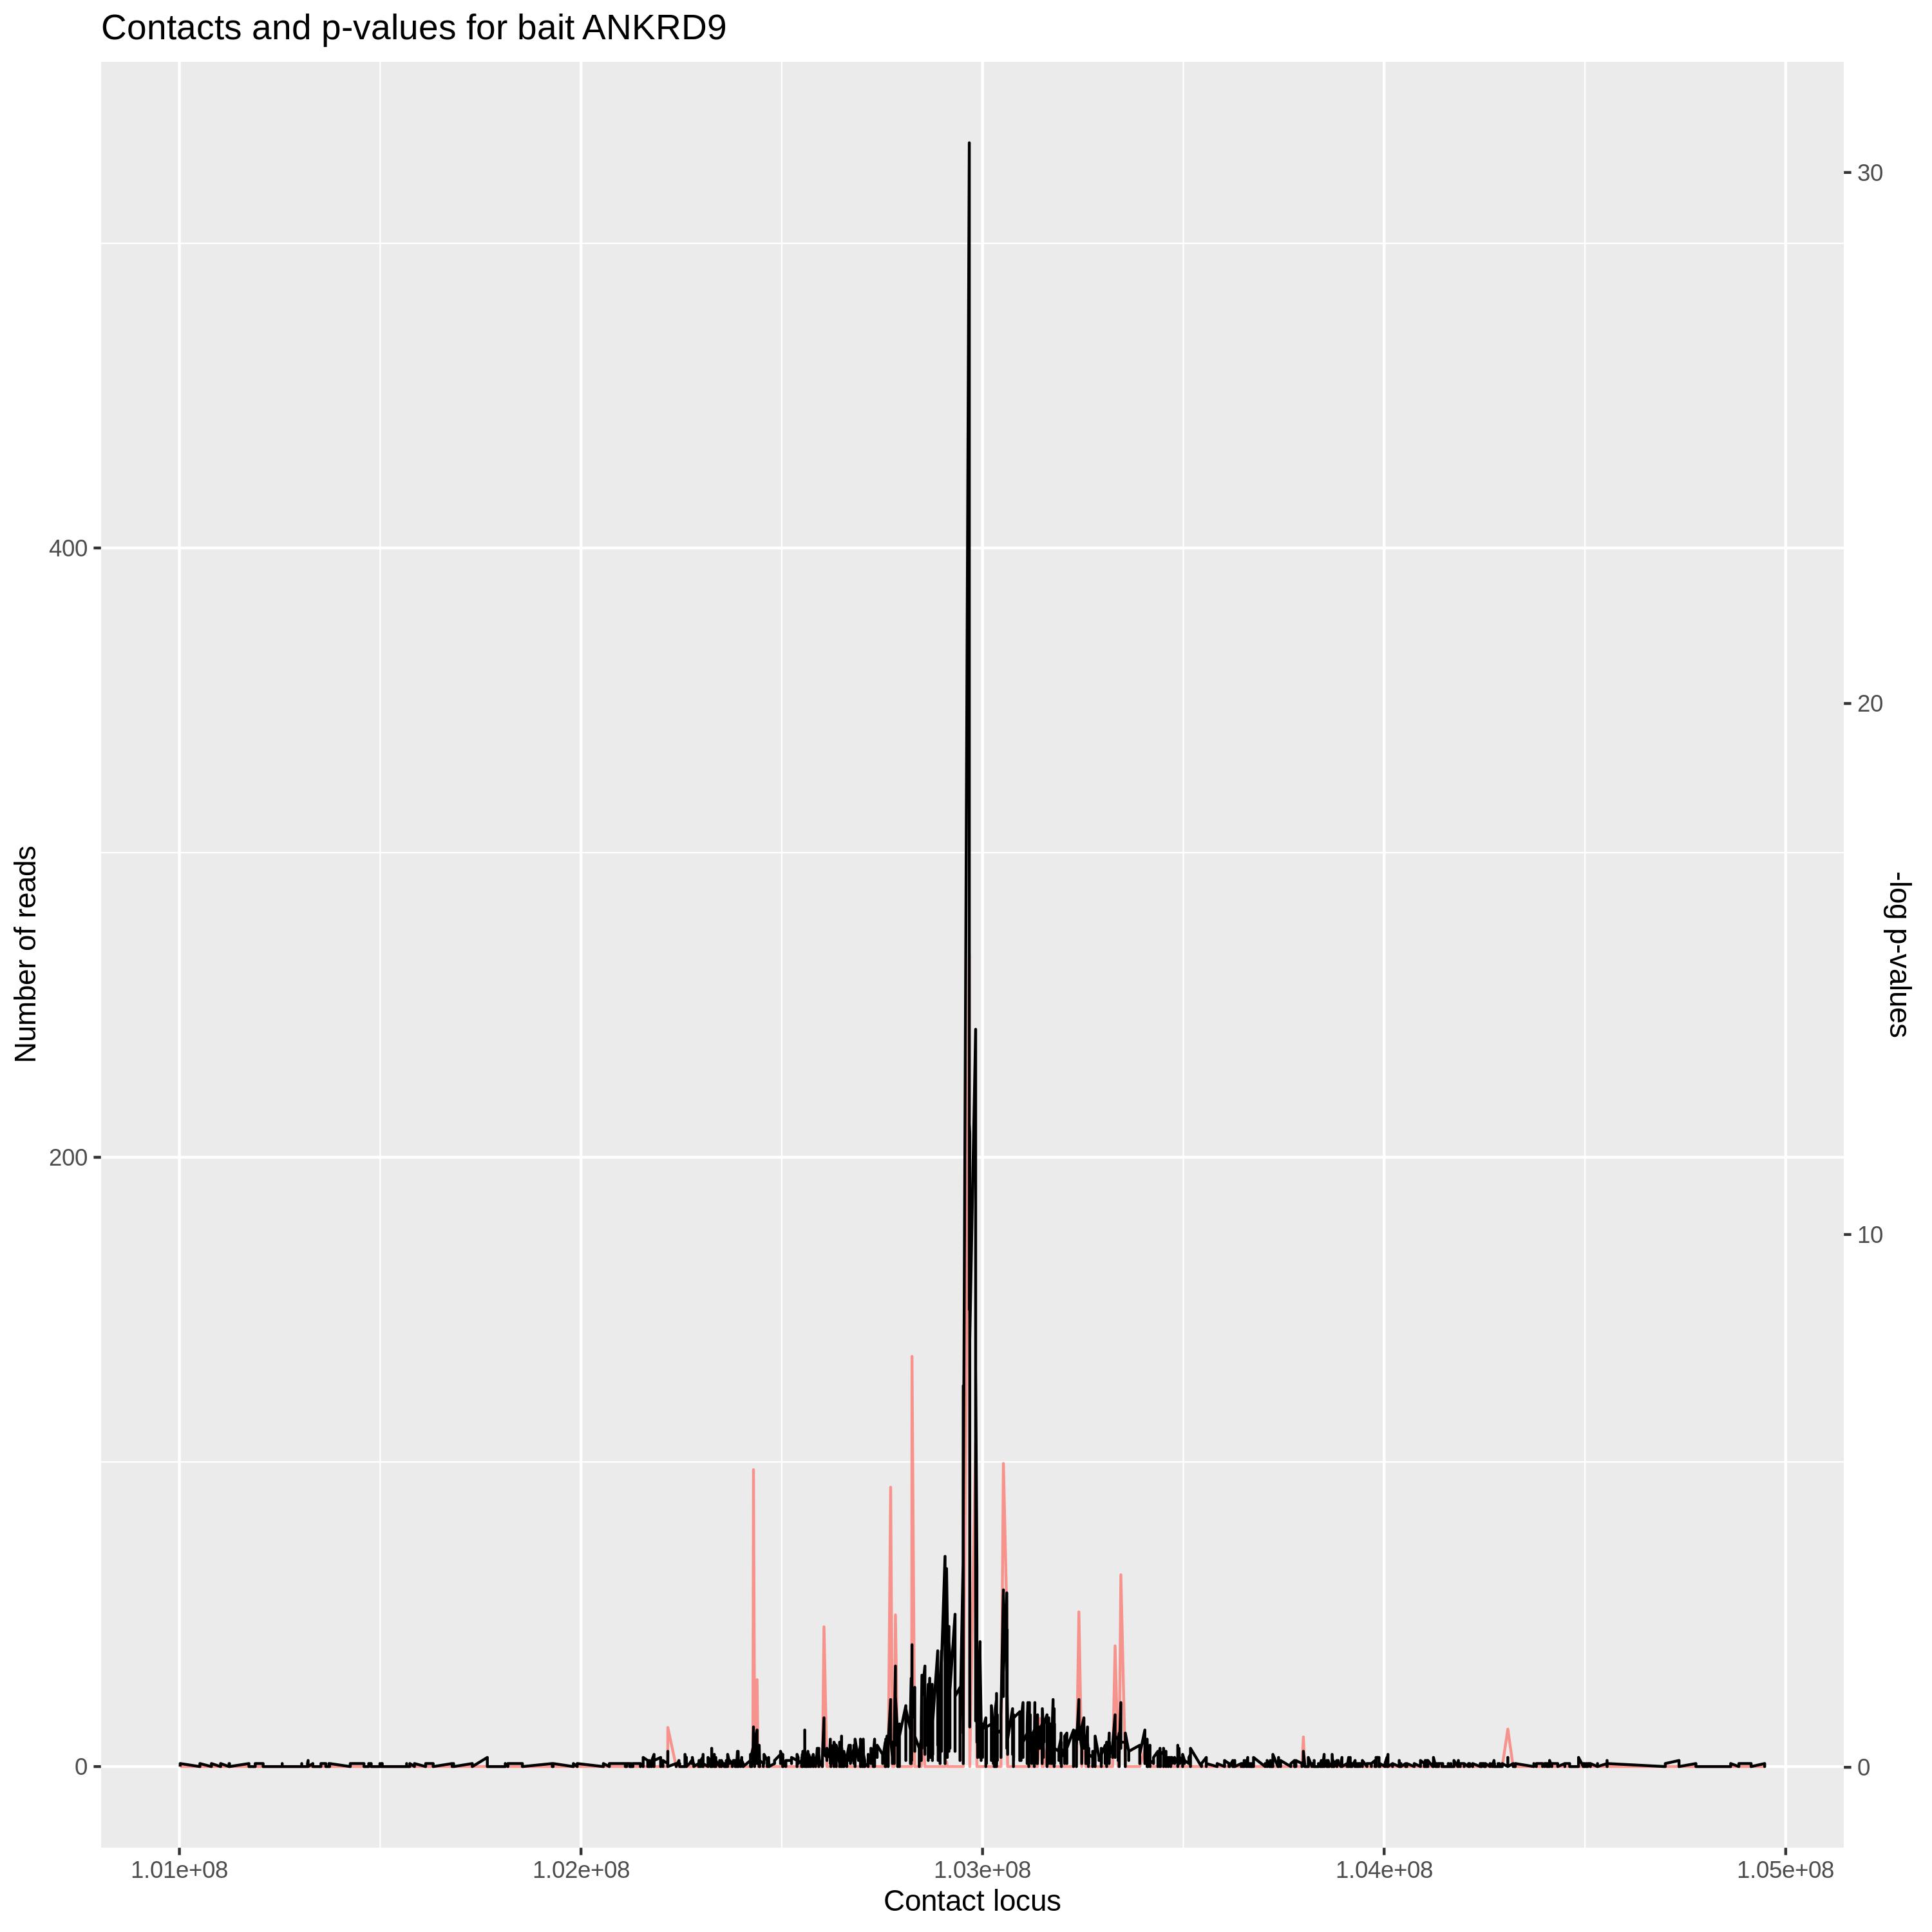 Contacts and p-values for bait ANKRD9
Number of reads
400
200
0
30
20
10
0
-log p-values
1.01e+08
1.02e+08
1.03e+08
1.04e+08
1.05e+08
Contact locus